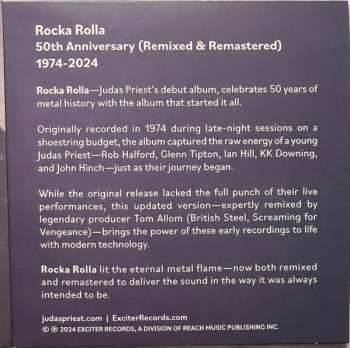 Rocka Rolla
50th Anniversary (Remixed & Remastered)
1974-2024
Rocka Rolla—Judas Priest's debut album, celebrates 50 years of
metal history with the album that started it all.
Originally recorded in 1974 during late-night sessions on a
shoestring budget, the album captured the raw energy of a young
Judas Priest—Rob Halford, Glenn Tipton, Ian Hill, KK Downing,
and John Hinch—just as their journey began.
While the original release lacked the full punch of their live
performances, this updated version—expertly remixed by
legendary producer Tom Allom (British Steel, Screaming for
Vengeance)—brings the power of these early recordings to life
with modern technology.
Rocka Rolla lit the eternal metal flame—now both remixed
and remastered to deliver the sound in the way it was always
intended to be.
judaspriest.com | ExciterRecords.com
© ℗ 2024 EXCITER RECORDS, A DIVISION OF REACH MUSIC PUBLISHING INC.